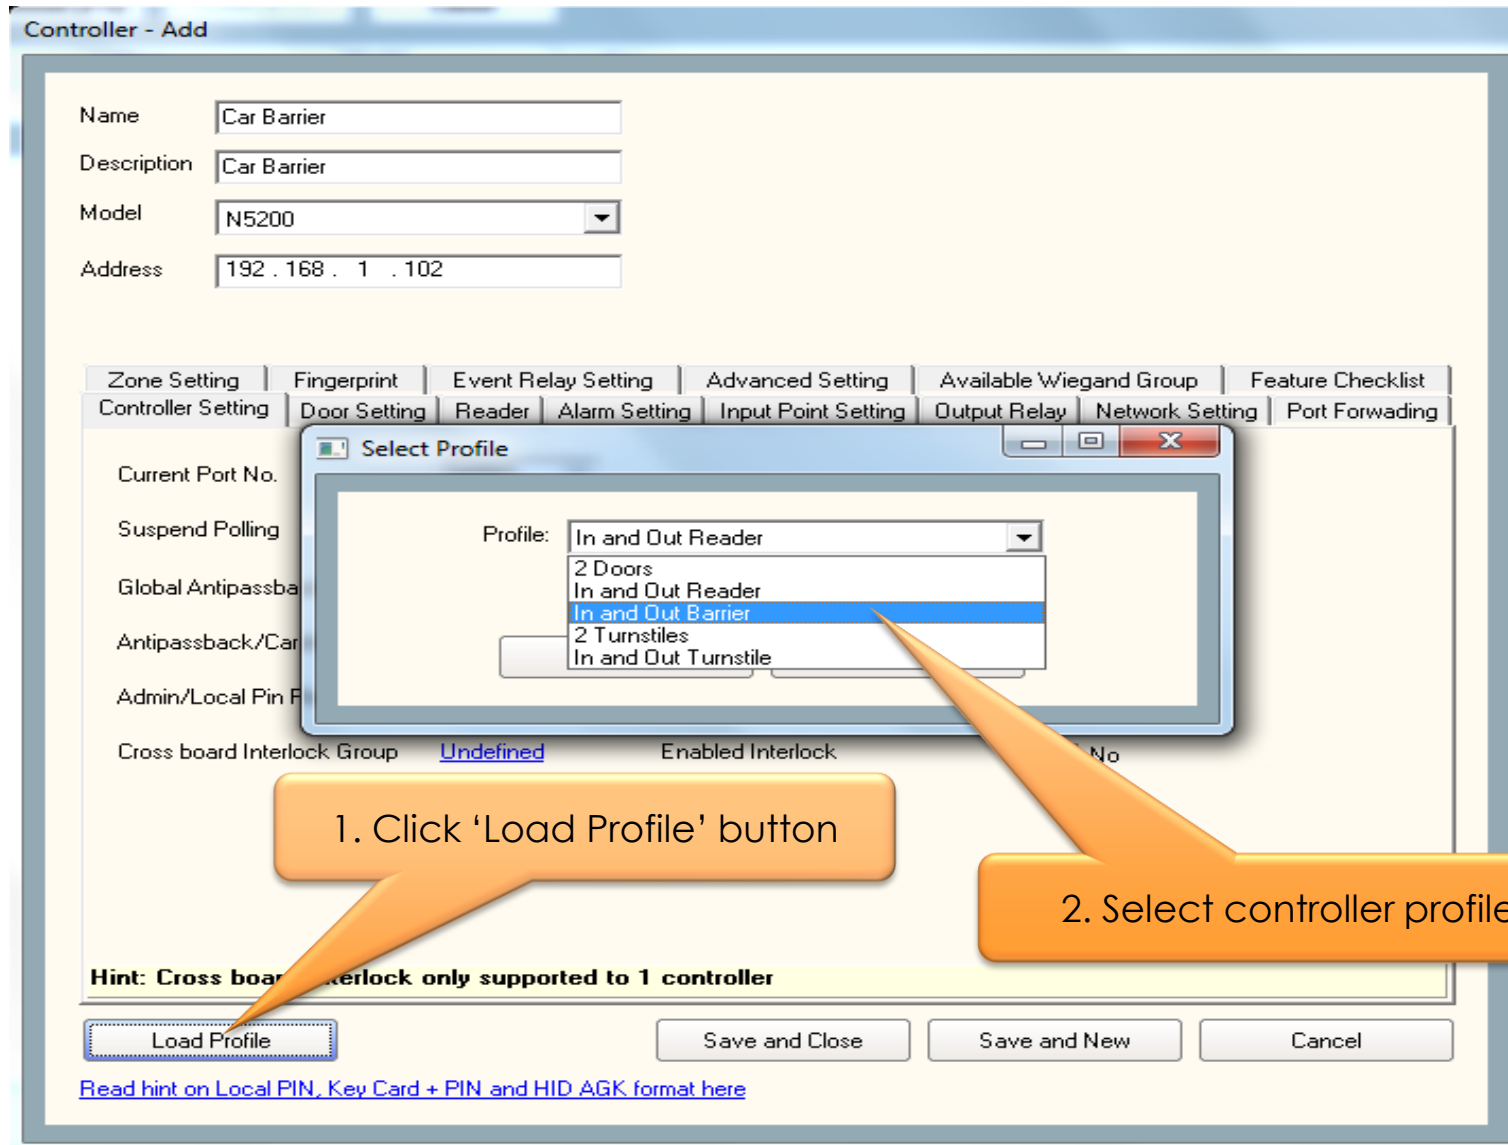 Controller - Add
Name Car Barrier
Description Car Barrier
Model N5200
Address 192 . 168 . 1 . 102
Zone Setting Fingerprint Event Relay Setting Advanced Setting Available Wiegand Group Feature Checklist
Controller Setting Door Setting Reader Alarm Setting Input Point Setting Output Relay Network Setting Port Forwading
Select Profile
Current Port No.
Suspend Polling
Profile: In and Out Reader
2 Doors
In and Out Reader
In and Out Barrier
2 Turnstiles
In and Out Turnstile
Global Antipassba
Antipassback/Car
Admin/Local Pin
Cross board Interlock Group Undefined Enabled Interlock No
1. Click ‘Load Profile’ button
2. Select controller profile
Hint: Cross boar terlock only supported to 1 controller
Load Profile Save and Close Save and New Cancel
Read hint on Local PIN, Key Card + PIN and HID AGK format here